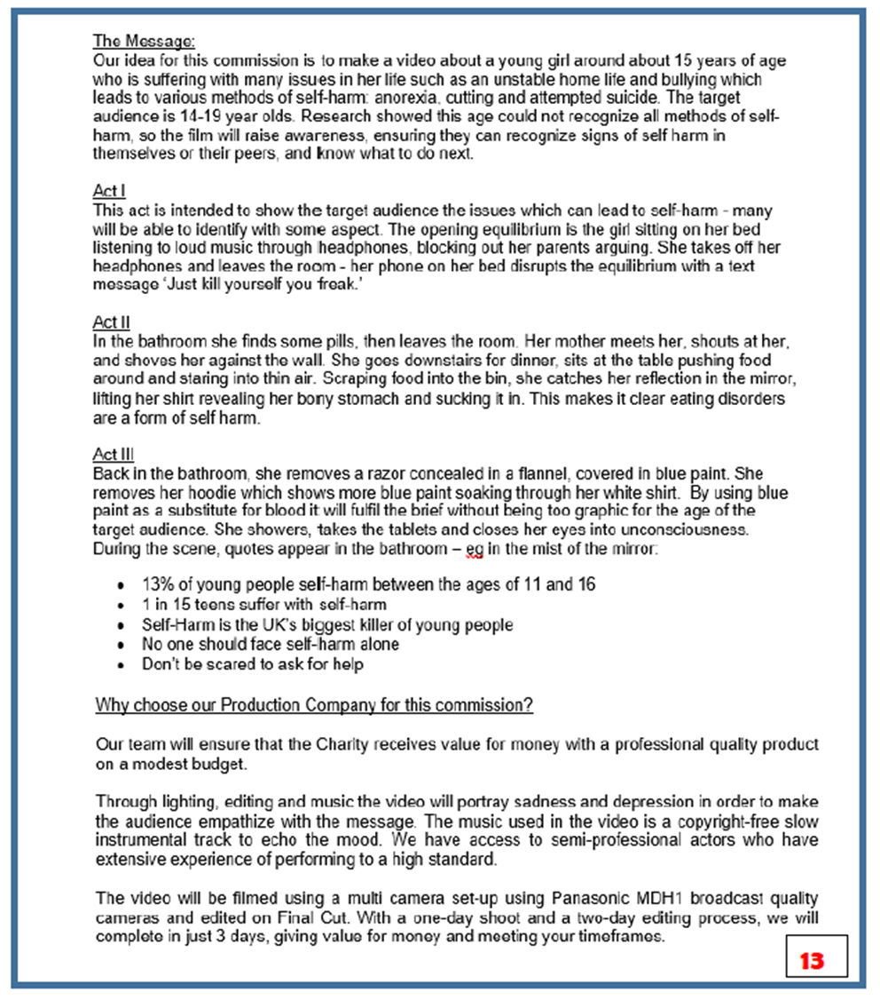 The Message:
Our idea for this commission is to make a video about a young girl around about 15 years of age
who is suffering with many issues in her life such as an unstable home life and bullying which
leads to various methods of self-harm: anorexia, cutting and attempted suicide. The target
audience is 14-19 year olds. Research showed this age could not recognize all methods of self-
harm, so the film will raise awareness, ensuring they can recognize signs of self harm in
themselves or their peers, and know what to do next.
Act I
This act is intended to show the target audience the issues which can lead to self-harm - many
will be able to identify with some aspect. The opening equilibrium is the girl sitting on her bed
listening to loud music through headphones, blocking out her parents arguing. She takes off her
headphones and leaves the room - her phone on her bed disrupts the equilibrium with a text
message 'Just kill yourself you freak.'
Act II
In the bathroom she finds some pills, then leaves the room. Her mother meets her, shouts at her,
and shoves her against the wall. She goes downstairs for dinner, sits at the table pushing food
around and staring into thin air. Scraping food into the bin, she catches her reflection in the mirror,
lifting her shirt revealing her bony stomach and sucking it in. This makes it clear eating disorders
are a form of self harm.
Act III
Back in the bathroom, she removes a razor concealed in a flannel, covered in blue paint. She
removes her hoodie which shows more blue paint soaking through her white shirt. By using blue
paint as a substitute for blood it will fulfil the brief without being too graphic for the age of the
target audience. She showers, takes the tablets and closes her eyes into unconsciousness.
During the scene, quotes appear in the bathroom – eg in the mist of the mirror:
• 13% of young people self-harm between the ages of 11 and 16
• 1 in 15 teens suffer with self-harm
• Self-Harm is the UK's biggest killer of young people
• No one should face self-harm alone
• Don't be scared to ask for help
Why choose our Production Company for this commission?
Our team will ensure that the Charity receives value for money with a professional quality product
on a modest budget.
Through lighting, editing and music the video will portray sadness and depression in order to make
the audience empathize with the message. The music used in the video is a copyright-free slow
instrumental track to echo the mood. We have access to semi-professional actors who have
extensive experience of performing to a high standard.
The video will be filmed using a multi camera set-up using Panasonic MDH1 broadcast quality
cameras and edited on Final Cut. With a one-day shoot and a two-day editing process, we will
complete in just 3 days, giving value for money and meeting your timeframes.
13